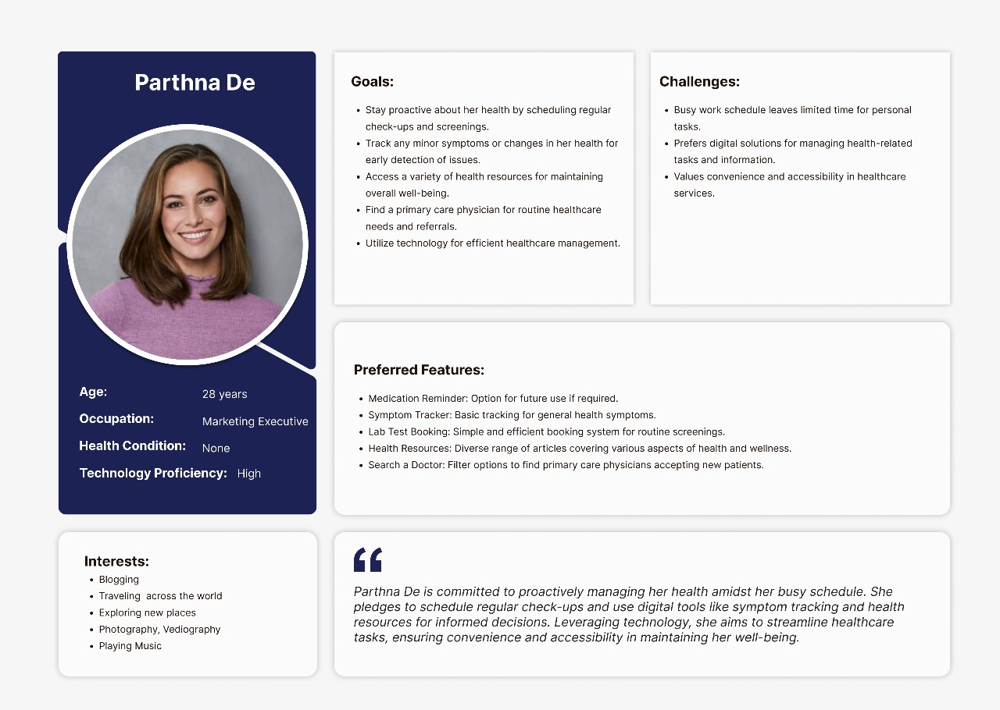 Parthna De
Age: 28 years
Occupation: Marketing Executive
Health Condition: None
Technology Proficiency: High
Goals:
• Stay proactive about her health by scheduling regular
check-ups and screenings.
• Track any minor symptoms or changes in her health for
early detection of issues.
• Access a variety of health resources for maintaining
overall well-being.
• Find a primary care physician for routine healthcare
needs and referrals.
• Utilize technology for efficient healthcare management.
Challenges:
• Busy work schedule leaves limited time for personal
tasks.
• Prefers digital solutions for managing health-related
tasks and information.
• Values convenience and accessibility in healthcare
services.
Preferred Features:
• Medication Reminder: Option for future use if required.
• Symptom Tracker: Basic tracking for general health symptoms.
• Lab Test Booking: Simple and efficient booking system for routine screenings.
• Health Resources: Diverse range of articles covering various aspects of health and wellness.
• Search a Doctor: Filter options to find primary care physicians accepting new patients.
Interests:
• Blogging
• Traveling  across the world
• Exploring new places
• Photography, Vediography
• Playing Music
“
Parthna De is committed to proactively managing her health amidst her busy schedule. She
pledges to schedule regular check-ups and use digital tools like symptom tracking and health
resources for informed decisions. Leveraging technology, she aims to streamline healthcare
tasks, ensuring convenience and accessibility in maintaining her well-being.